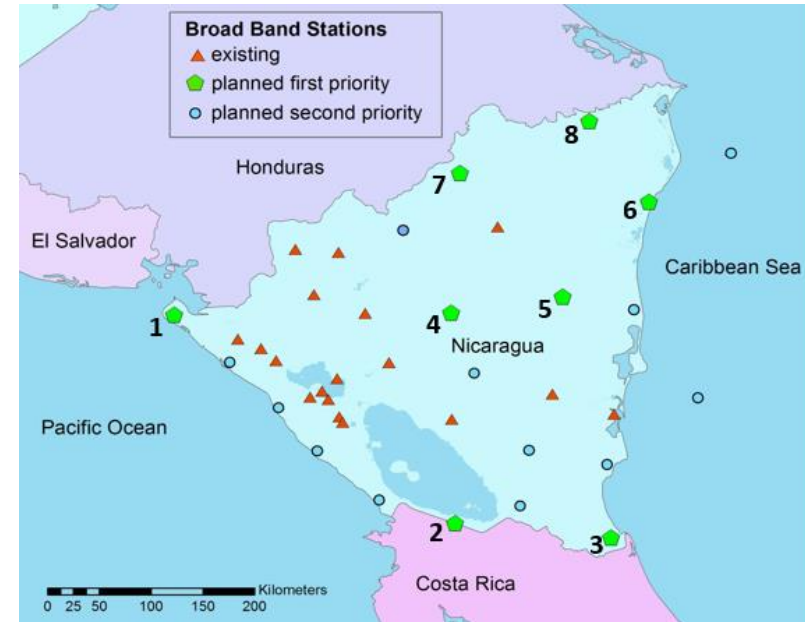 Broad Band Stations
existing
planned first priority
planned second priority
8
Honduras
7
6
El Salvador
Caribbean Sea
1
4
5
Nicaragua
Pacific Ocean
2
3
Costa Rica
Kilometers
0 25 50 100 150 200